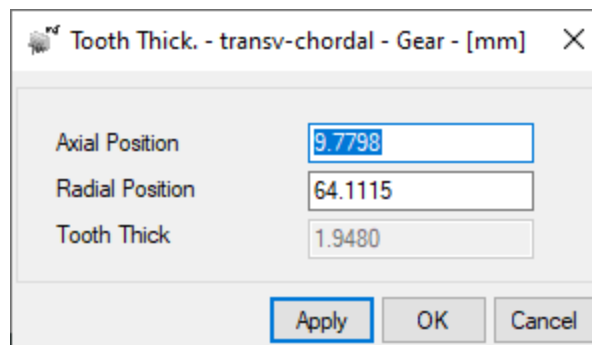 Tooth Thick. - transv-chordal - Gear - [mm]
Axial Position 9.7798
Radial Position 64.1115
Tooth Thick 1.9480
Apply OK Cancel